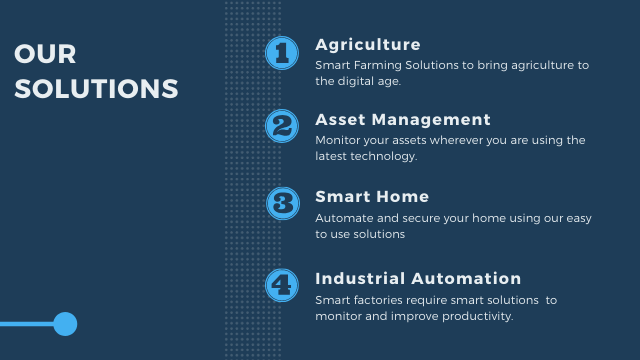 OUR
SOLUTIONS
1
Agriculture
Smart Farming Solutions to bring agriculture to
the digital age.
2
Asset Management
Monitor your assets wherever you are using the
latest technology.
3
Smart Home
Automate and secure your home using our easy
to use solutions
4
Industrial Automation
Smart factories require smart solutions  to
monitor and improve productivity.